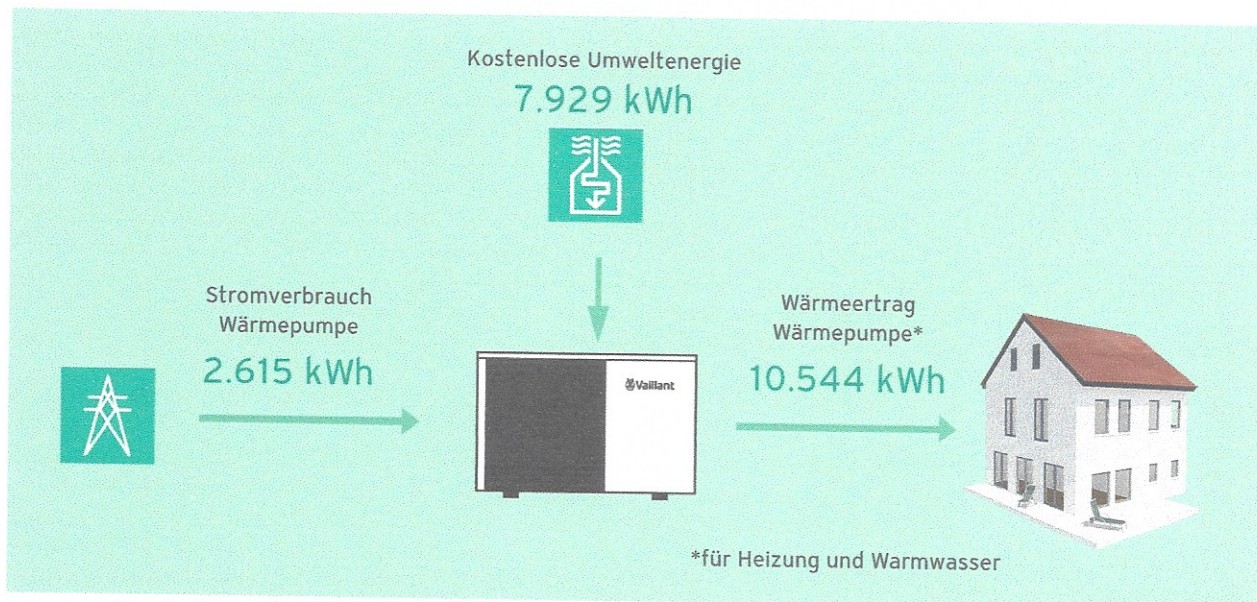 Kostenlose Umweltenergie
7.929 kWh
Stromverbrauch
Wärmepumpe
2.615 kWh
Vaillant
Wärmeertrag
Wärmepumpe*
10.544 kWh
*für Heizung und Warmwasser